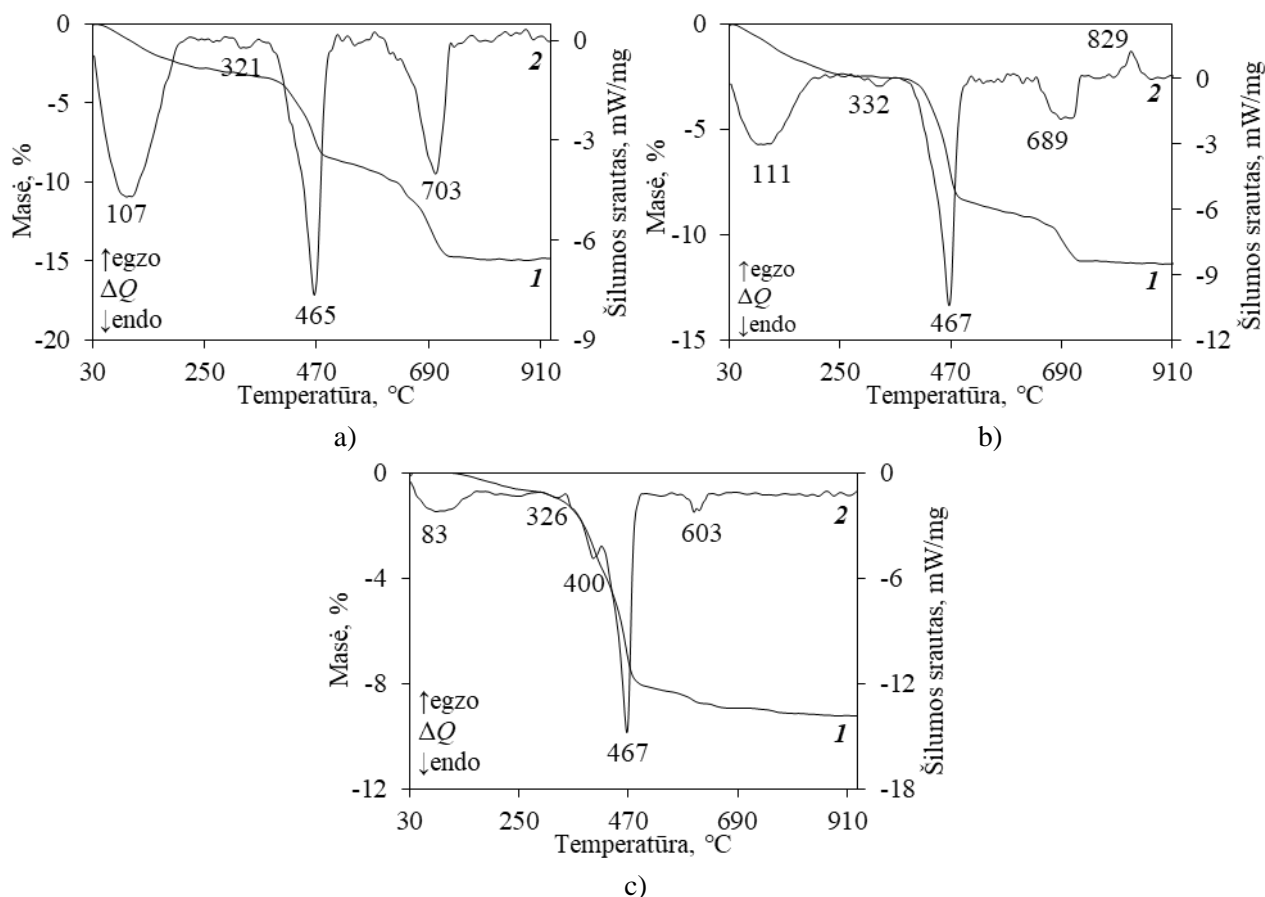 0
-5
-10
-15
-20
Masė, %
30
250
470
690
910
Temperatūra, °C
0
-3
-6
-9
Šilumos srautas, mW/mg
107
321
465
703
2
1
↑egzo
ΔQ
↓endo
a)
0
-5
-10
-15
Masė, %
30
250
470
690
910
Temperatūra, °C
0
-3
-6
-9
-12
Šilumos srautas, mW/mg
111
332
467
689
829
2
1
↑egzo
ΔQ
↓endo
b)
0
-4
-8
-12
Masė, %
30
250
470
690
910
Temperatūra, °C
0
-6
-12
-18
Šilumos srautas, mW/mg
83
326
400
467
603
2
1
↑egzo
ΔQ
↓endo
c)